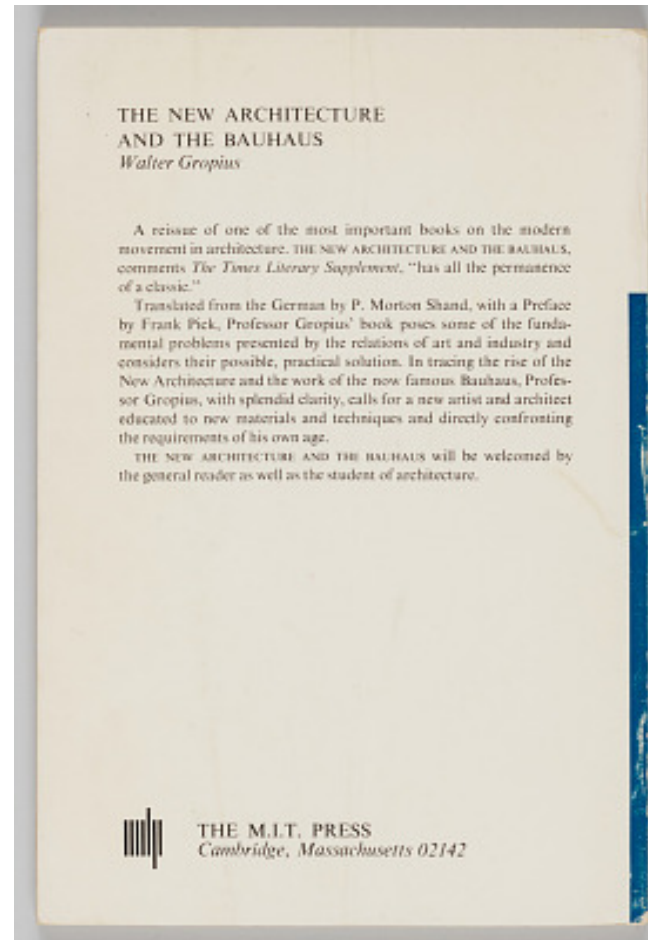 THE NEW ARCHITECTURE
AND THE BAUHAUS
Walter Gropius
A reissue of one of the most important books on the modern
movement in architecture. THE NEW ARCHITECTURE AND THE BAUHAUS,
comments The Times Literary Supplement, “has all the permanence
of a classic.”
Translated from the German by P. Morton Shand, with a Preface
by Frank Pick, Professor Gropius' book poses some of the funda-
mental problems presented by the relations of art and industry and
considers their possible, practical solution. In tracing the rise of the
New Architecture and the work of the now famous Bauhaus, Profes-
sor Gropius, with splendid clarity, calls for a new artist and architect
educated to new materials and techniques and directly confronting
the requirements of his own age.
THE NEW ARCHITECTURE AND THE BAUHAUS will be welcomed by
the general reader as well as the student of architecture.
THE M.I.T. PRESS
Cambridge, Massachusetts 02142